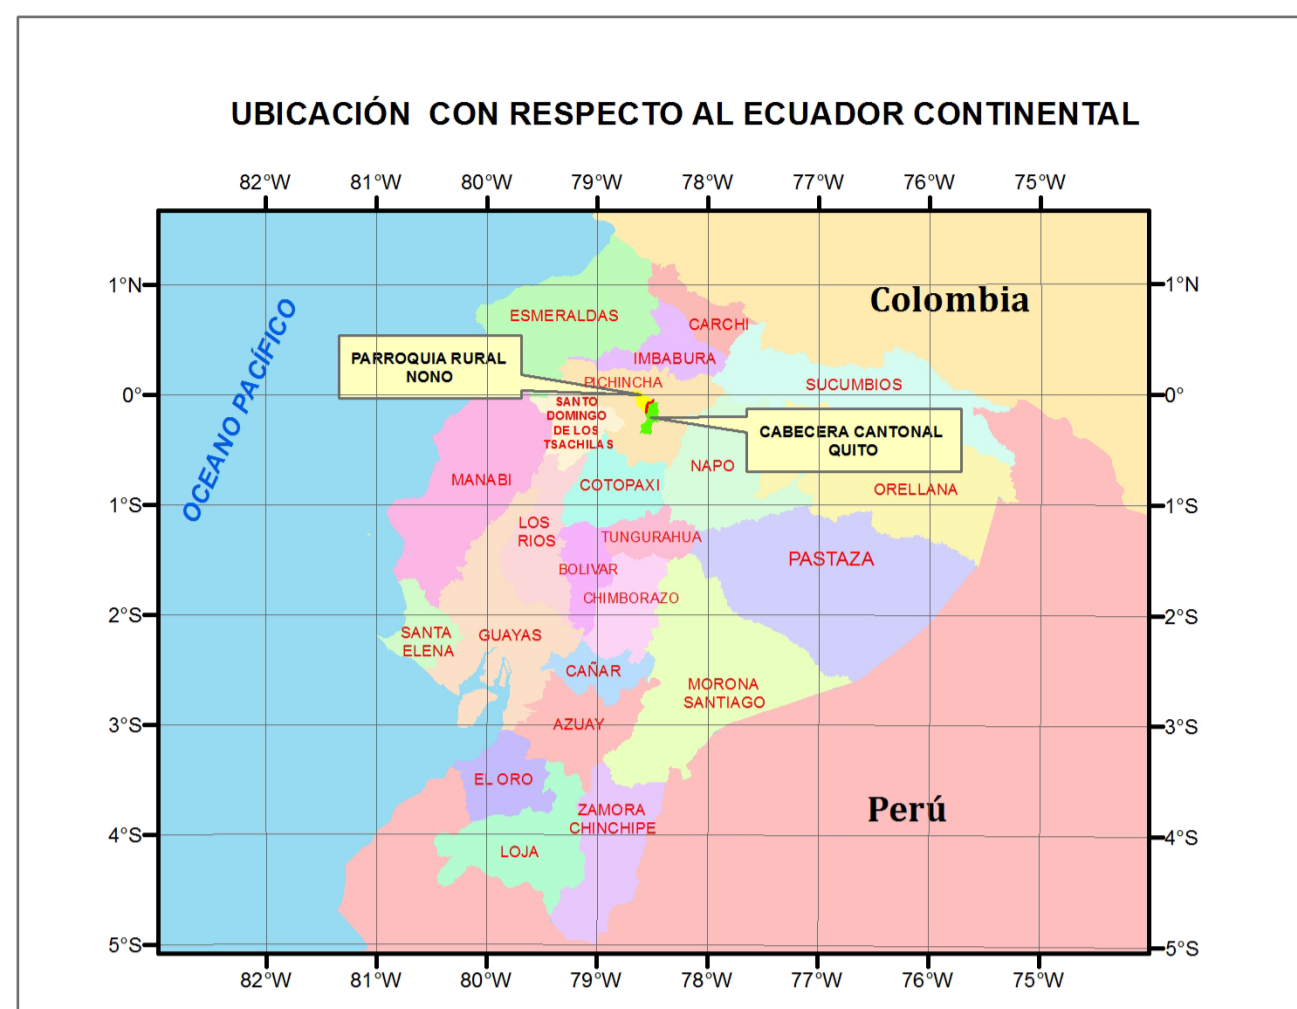 UBICACIÓN CON RESPECTO AL ECUADOR CONTINENTAL
82°W 81°W 80°W 79°W 78°W 77°W 76°W 75°W
1°N
1°N
Colombia
OCEANO PACÍFICO
ESMERALDAS
CARCHI
PARROQUIA RURAL
NONO
IMBABURA
PICHINCHA
SUCUMBIOS
0°
0°
SANTO
DOMINGO
DE LOS
TSACHILAS
CABECERA CANTONAL
QUITO
NAPO
MANABI
COTOPAXI
ORELLANA
1°S
1°S
LOS
RIOS
TUNGURAHUA
PASTAZA
BOLIVAR
CHIMBORAZO
2°S
2°S
SANTA
ELENA
GUAYAS
CAÑAR
MORONA
SANTIAGO
3°S
3°S
AZUAY
EL ORO
ZAMORA
CHINCHIPE
Perú
4°S
4°S
LOJA
5°S
5°S
82°W 81°W 80°W 79°W 78°W 77°W 76°W 75°W